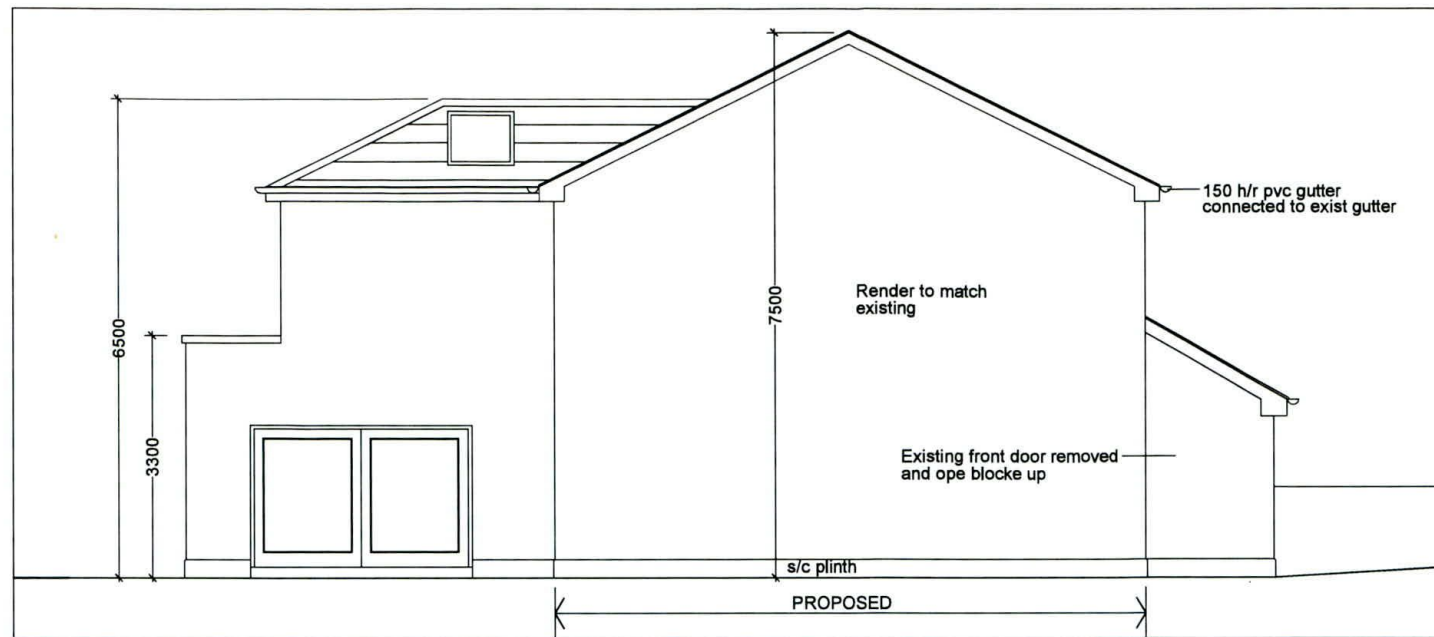 150 h/r pvc gutter
connected to exist gutter
6500
7500
Render to match
existing
3300
Existing front door removed
and ope blocke up
s/c plinth
PROPOSED